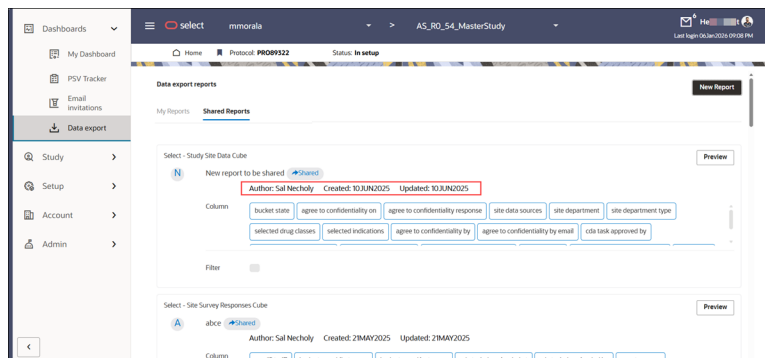 Dashboards
select mmorala > AS_R0_54_MasterStudy
6
He t
Last login 06Jan2026 09:08 PM
My Dashboard
PSV Tracker
Email invitations
Data export
Study
Setup
Account
Admin
Home Protocol: PRO89322 Status: In setup
Data export reports
New Report
My Reports Shared Reports
Select - Study Site Data Cube
Preview
N New report to be shared Shared
Author: Sal Necholy Created: 10JUN2025 Updated: 10JUN2025
Column bucket state agree to confidentiality on agree to confidentiality response site data sources site department site department type
selected drug classes selected indications agree to confidentiality by agree to confidentiality by email cda task approved by
Filter
Select - Site Survey Responses Cube
Preview
A abce Shared
Author: Sal Necholy Created: 21MAY2025 Updated: 21MAY2025
Column